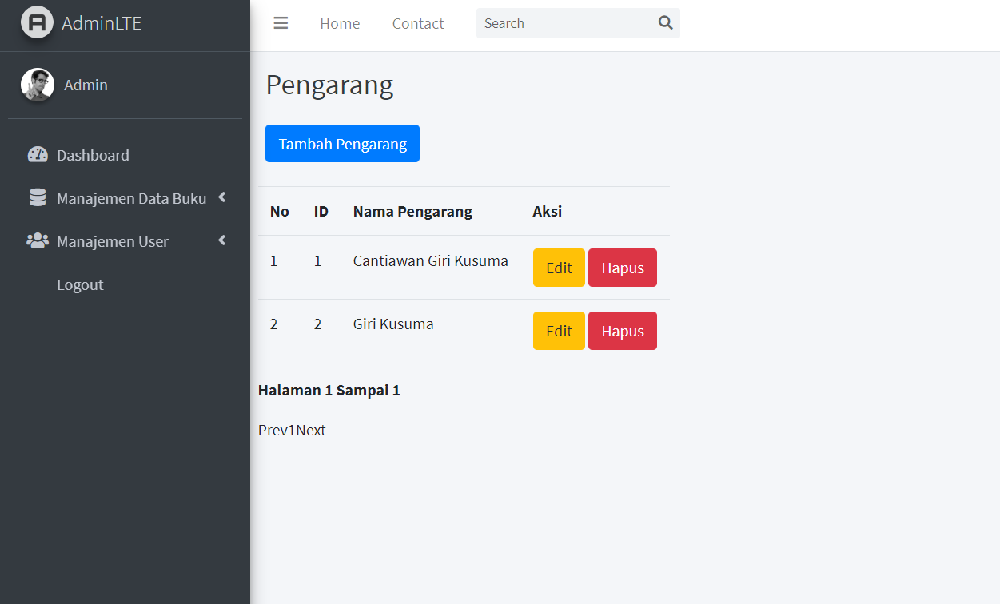 AdminLTE
Home Contact Search
Admin
Pengarang
Tambah Pengarang
Dashboard
Manajemen Data Buku
Manajemen User
Logout
No ID Nama Pengarang Aksi
1 1 Cantiawan Giri Kusuma Edit Hapus
2 2 Giri Kusuma Edit Hapus
Halaman 1 Sampai 1
Prev1Next